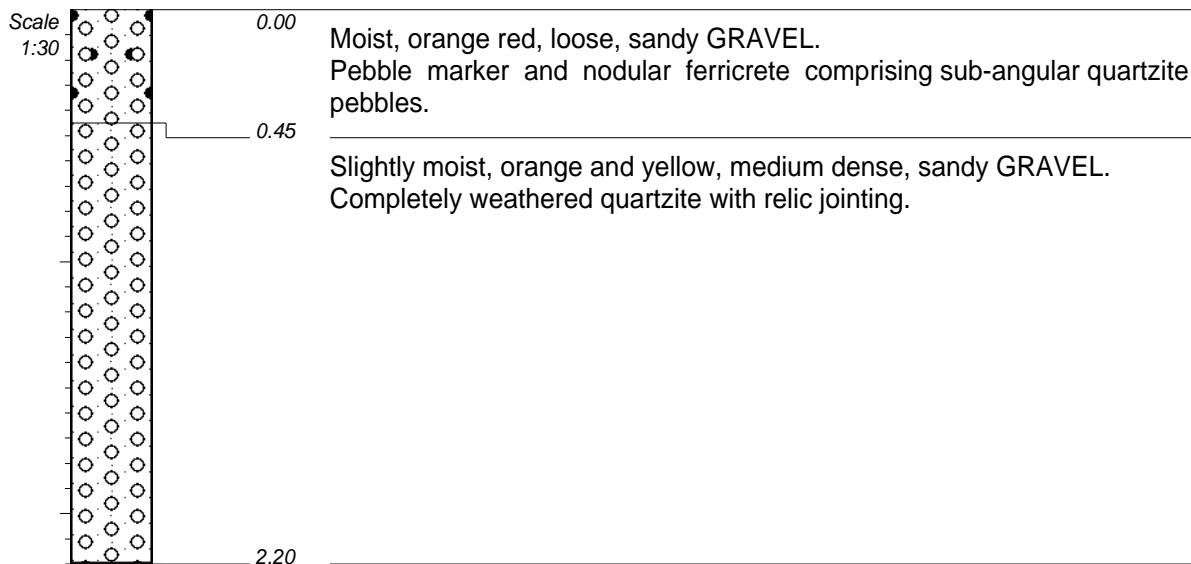 Scale
1:30
0.00
Moist, orange red, loose, sandy GRAVEL.
Pebble marker and nodular ferricrete comprising sub-angular quartzite
pebbles.
0.45
Slightly moist, orange and yellow, medium dense, sandy GRAVEL.
Completely weathered quartzite with relic jointing.
2.20